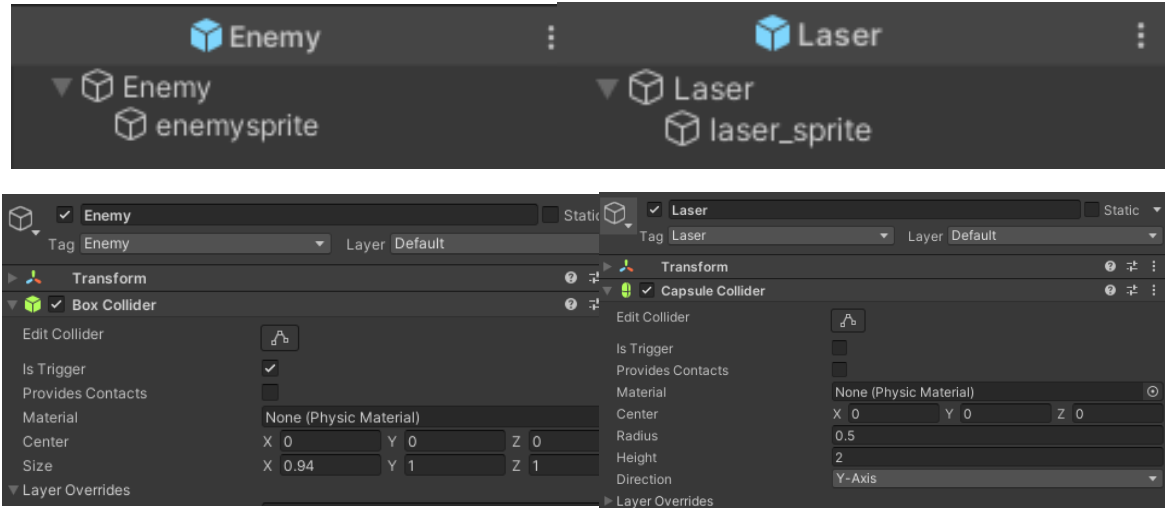 Enemy
Enemy
enemysprite
Laser
Laser
laser_sprite
Enemy
Static
Tag Enemy
Layer Default
Transform
Box Collider
Edit Collider
Is Trigger
Provides Contacts
Material None (Physic Material)
Center X 0 Y 0 Z 0
Size X 0.94 Y 1 Z 1
Layer Overrides
Laser
Static
Tag Laser
Layer Default
Transform
Capsule Collider
Edit Collider
Is Trigger
Provides Contacts
Material None (Physic Material)
Center X 0 Y 0 Z 0
Radius 0.5
Height 2
Direction Y-Axis
Layer Overrides